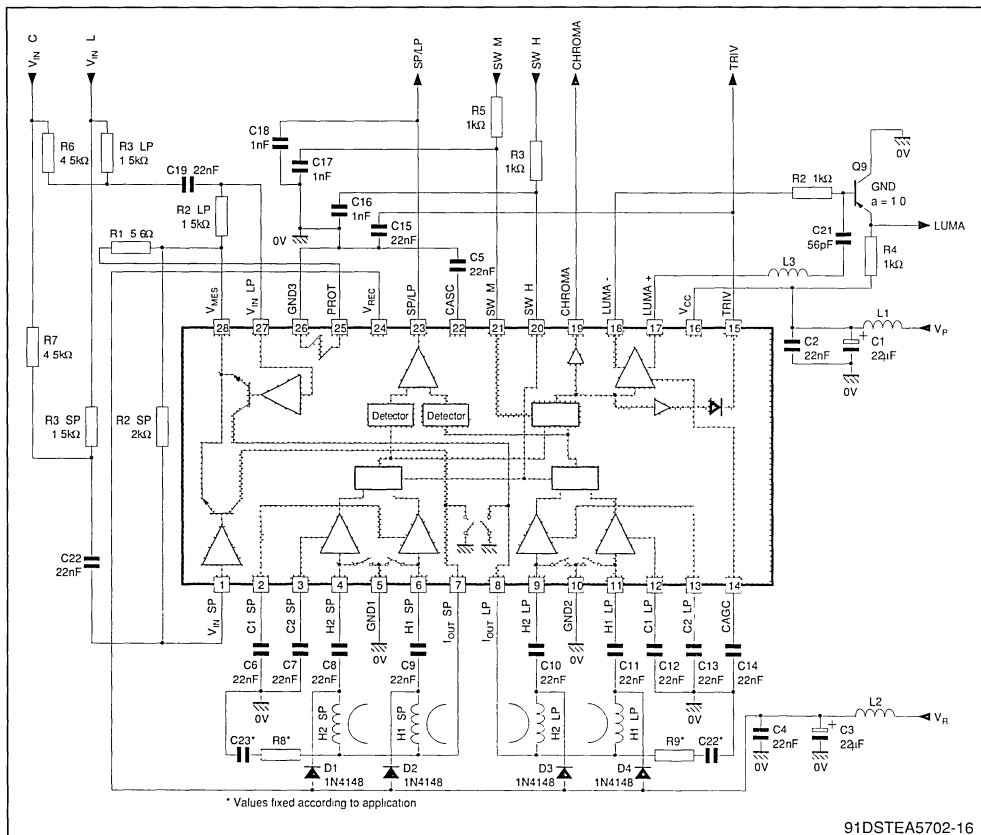 V_IN C
V_IN L
SP/LP
SW M
SW H
CHROMA
TRIV
R6
4 5kΩ
R3 LP
1 5kΩ
C19 22nF
R2 LP
1 5kΩ
R1 5 6Ω
C18
1nF
C17
1nF
R5
1kΩ
R3
1kΩ
C16
1nF
C15
22nF
0V
C5
22nF
0V
Q9
GND
a = 1 0
R2 1kΩ
C21
56pF
LUMA
R4
1kΩ
L3
L1
V_P
C2
22nF
C1
22µF
0V
V_MES
V_IN LP
GND3
PROT
V_REC
SP/LP
CASC
SW M
SW H
CHROMA
LUMA -
LUMA +
V_CC
TRIV
28 27 26 25 24 23 22 21 20 19 18 17 16 15
R7
4 5kΩ
R3 SP
1 5kΩ
R2 SP
2kΩ
C22
22nF
Detector Detector
1 2 3 4 5 6 7 8 9 10 11 12 13 14
V_IN SP
C1 SP
C2 SP
H2 SP
GND1
H1 SP
I_OUT SP
I_OUT LP
H2 LP
GND2
H1 LP
C1 LP
C2 LP
CAGC
C6
22nF
C7
22nF
C8
22nF
0V
C9
22nF
C10
22nF
0V
C11
22nF
C12
22nF
C13
22nF
C14
22nF
0V
0V
H2 SP
H1 SP
H2 LP
H1 LP
C23*
R8*
R9*
C22*
D1
1N4148
D2
1N4148
D3
1N4148
D4
1N4148
L2
V_R
C4
22nF
0V
+
C3
22µF
0V
* Values fixed according to application
91DSTEA5702-16